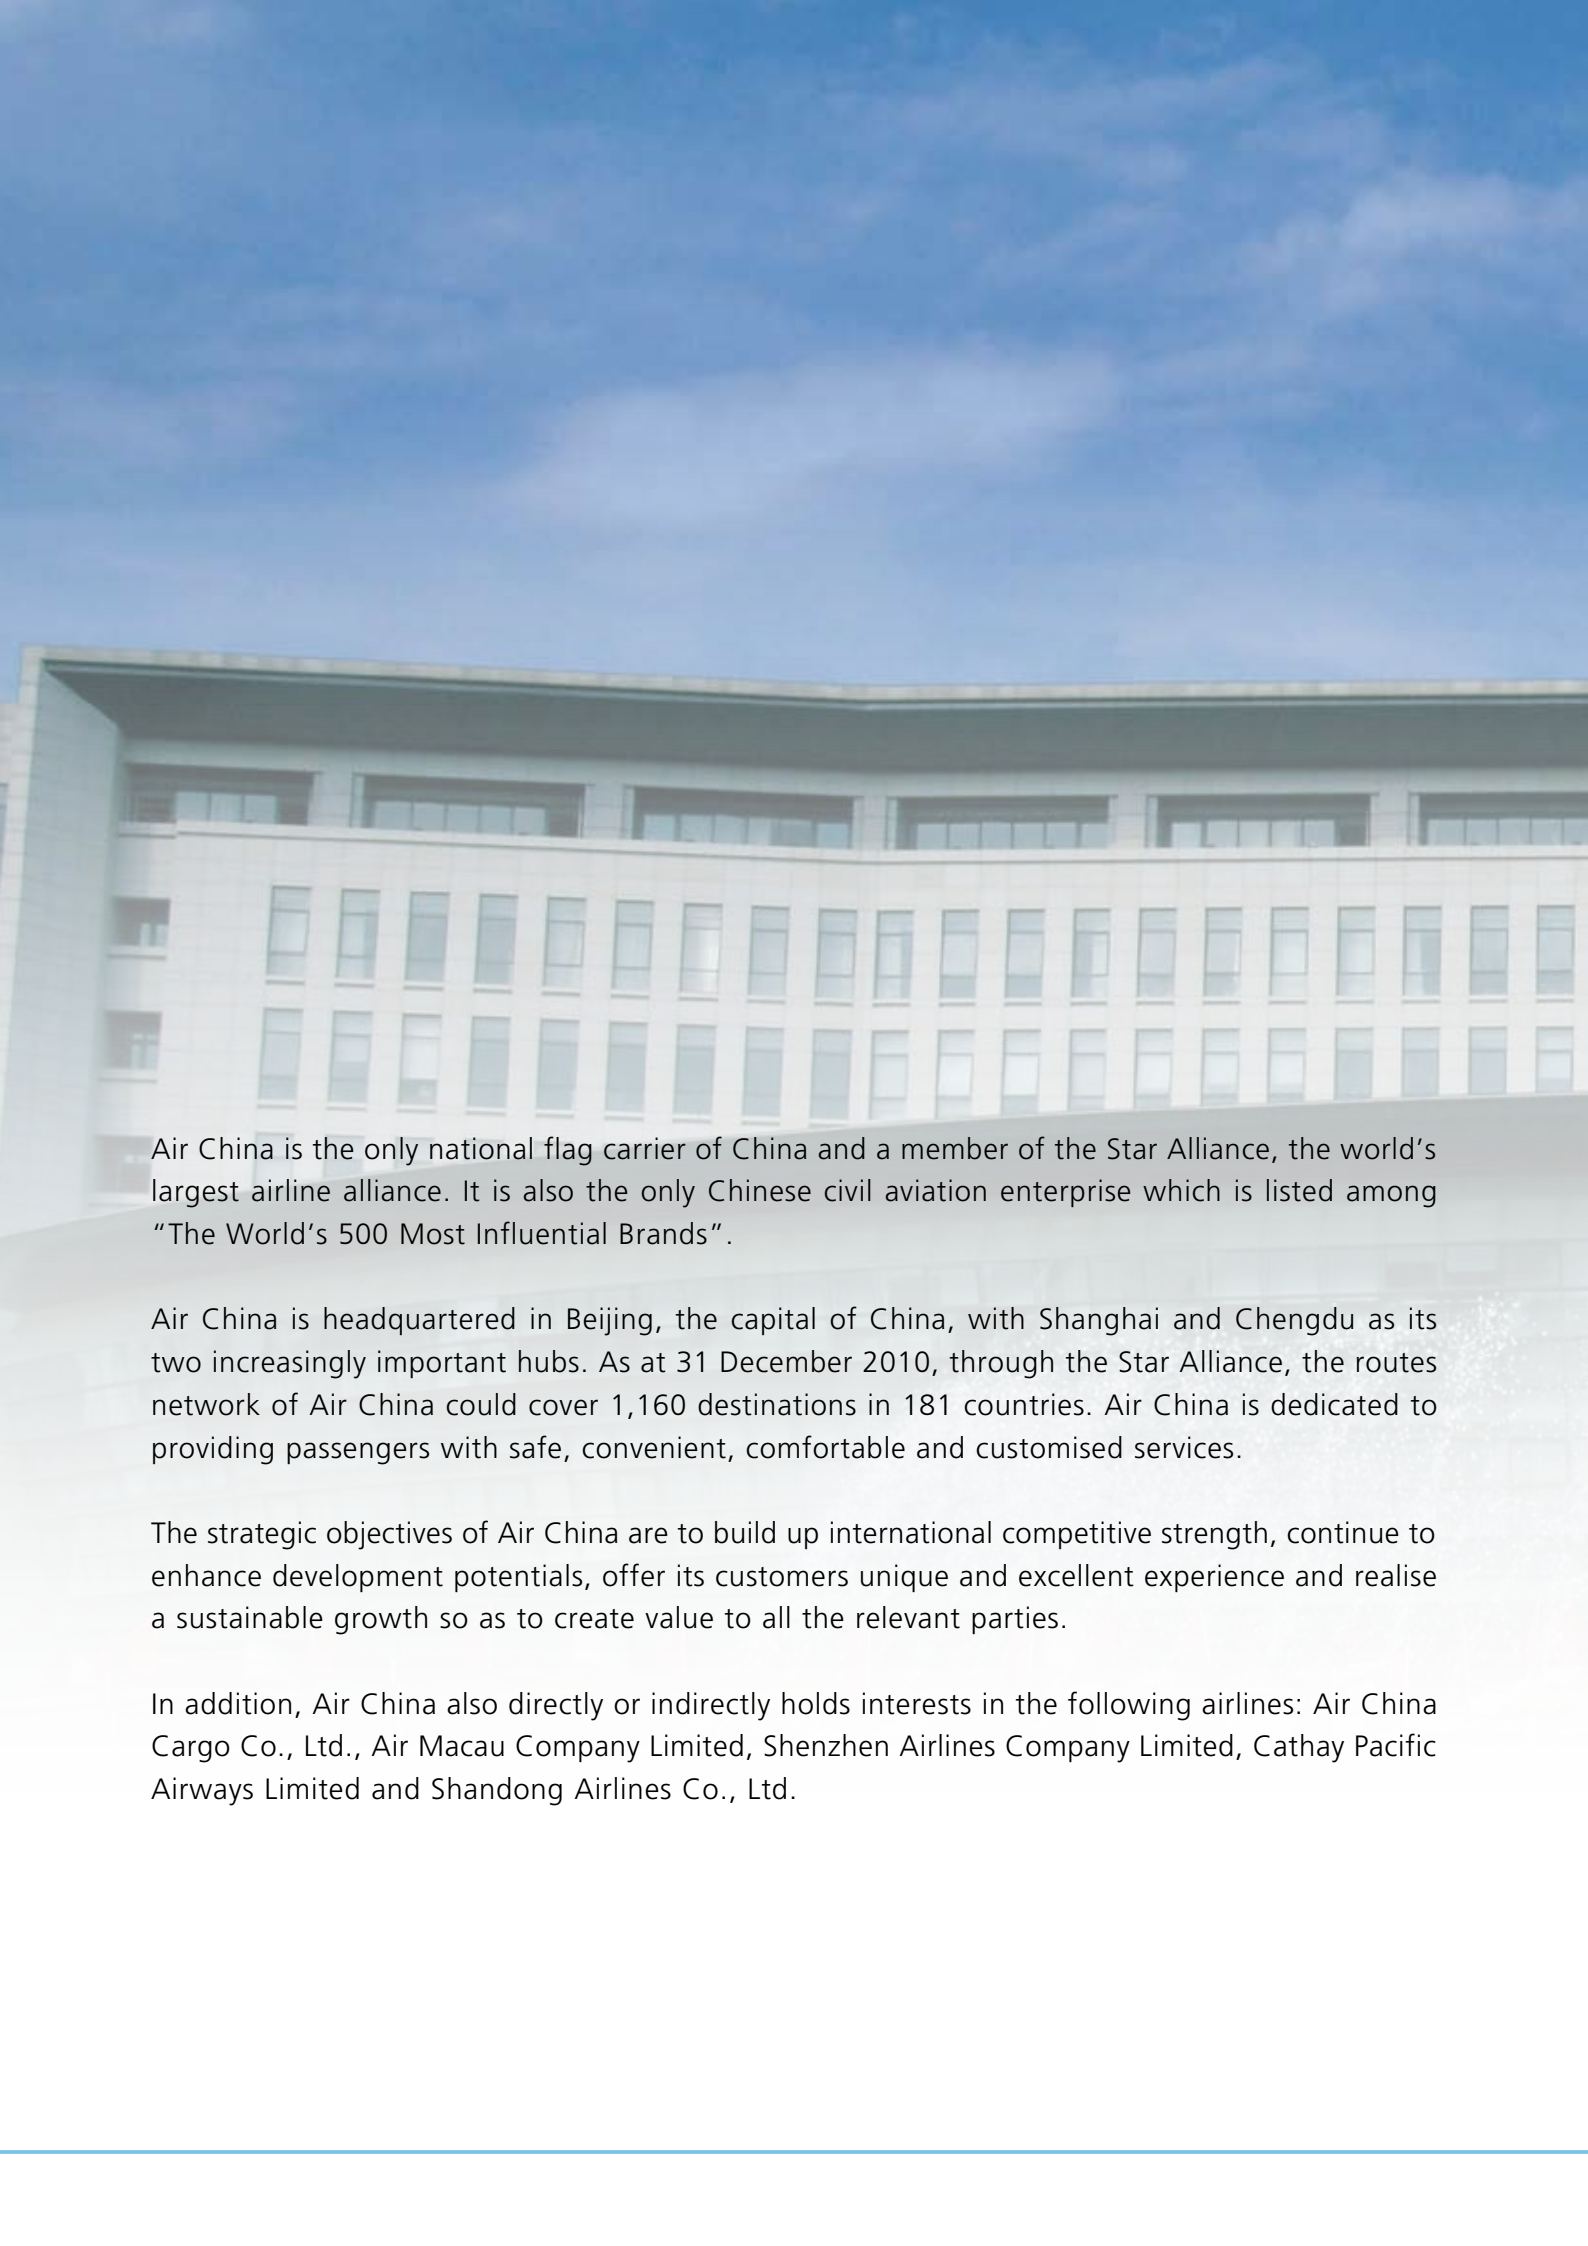 Air China is the only national flag carrier of China and a member of the Star Alliance, the world’s
largest airline alliance. It is also the only Chinese civil aviation enterprise which is listed among
“The World’s 500 Most Influential Brands”.
Air China is headquartered in Beijing, the capital of China, with Shanghai and Chengdu as its
two increasingly important hubs. As at 31 December 2010, through the Star Alliance, the routes
network of Air China could cover 1,160 destinations in 181 countries. Air China is dedicated to
providing passengers with safe, convenient, comfortable and customised services.
The strategic objectives of Air China are to build up international competitive strength, continue to
enhance development potentials, offer its customers unique and excellent experience and realise
a sustainable growth so as to create value to all the relevant parties.
In addition, Air China also directly or indirectly holds interests in the following airlines: Air China
Cargo Co., Ltd., Air Macau Company Limited, Shenzhen Airlines Company Limited, Cathay Pacific
Airways Limited and Shandong Airlines Co., Ltd.